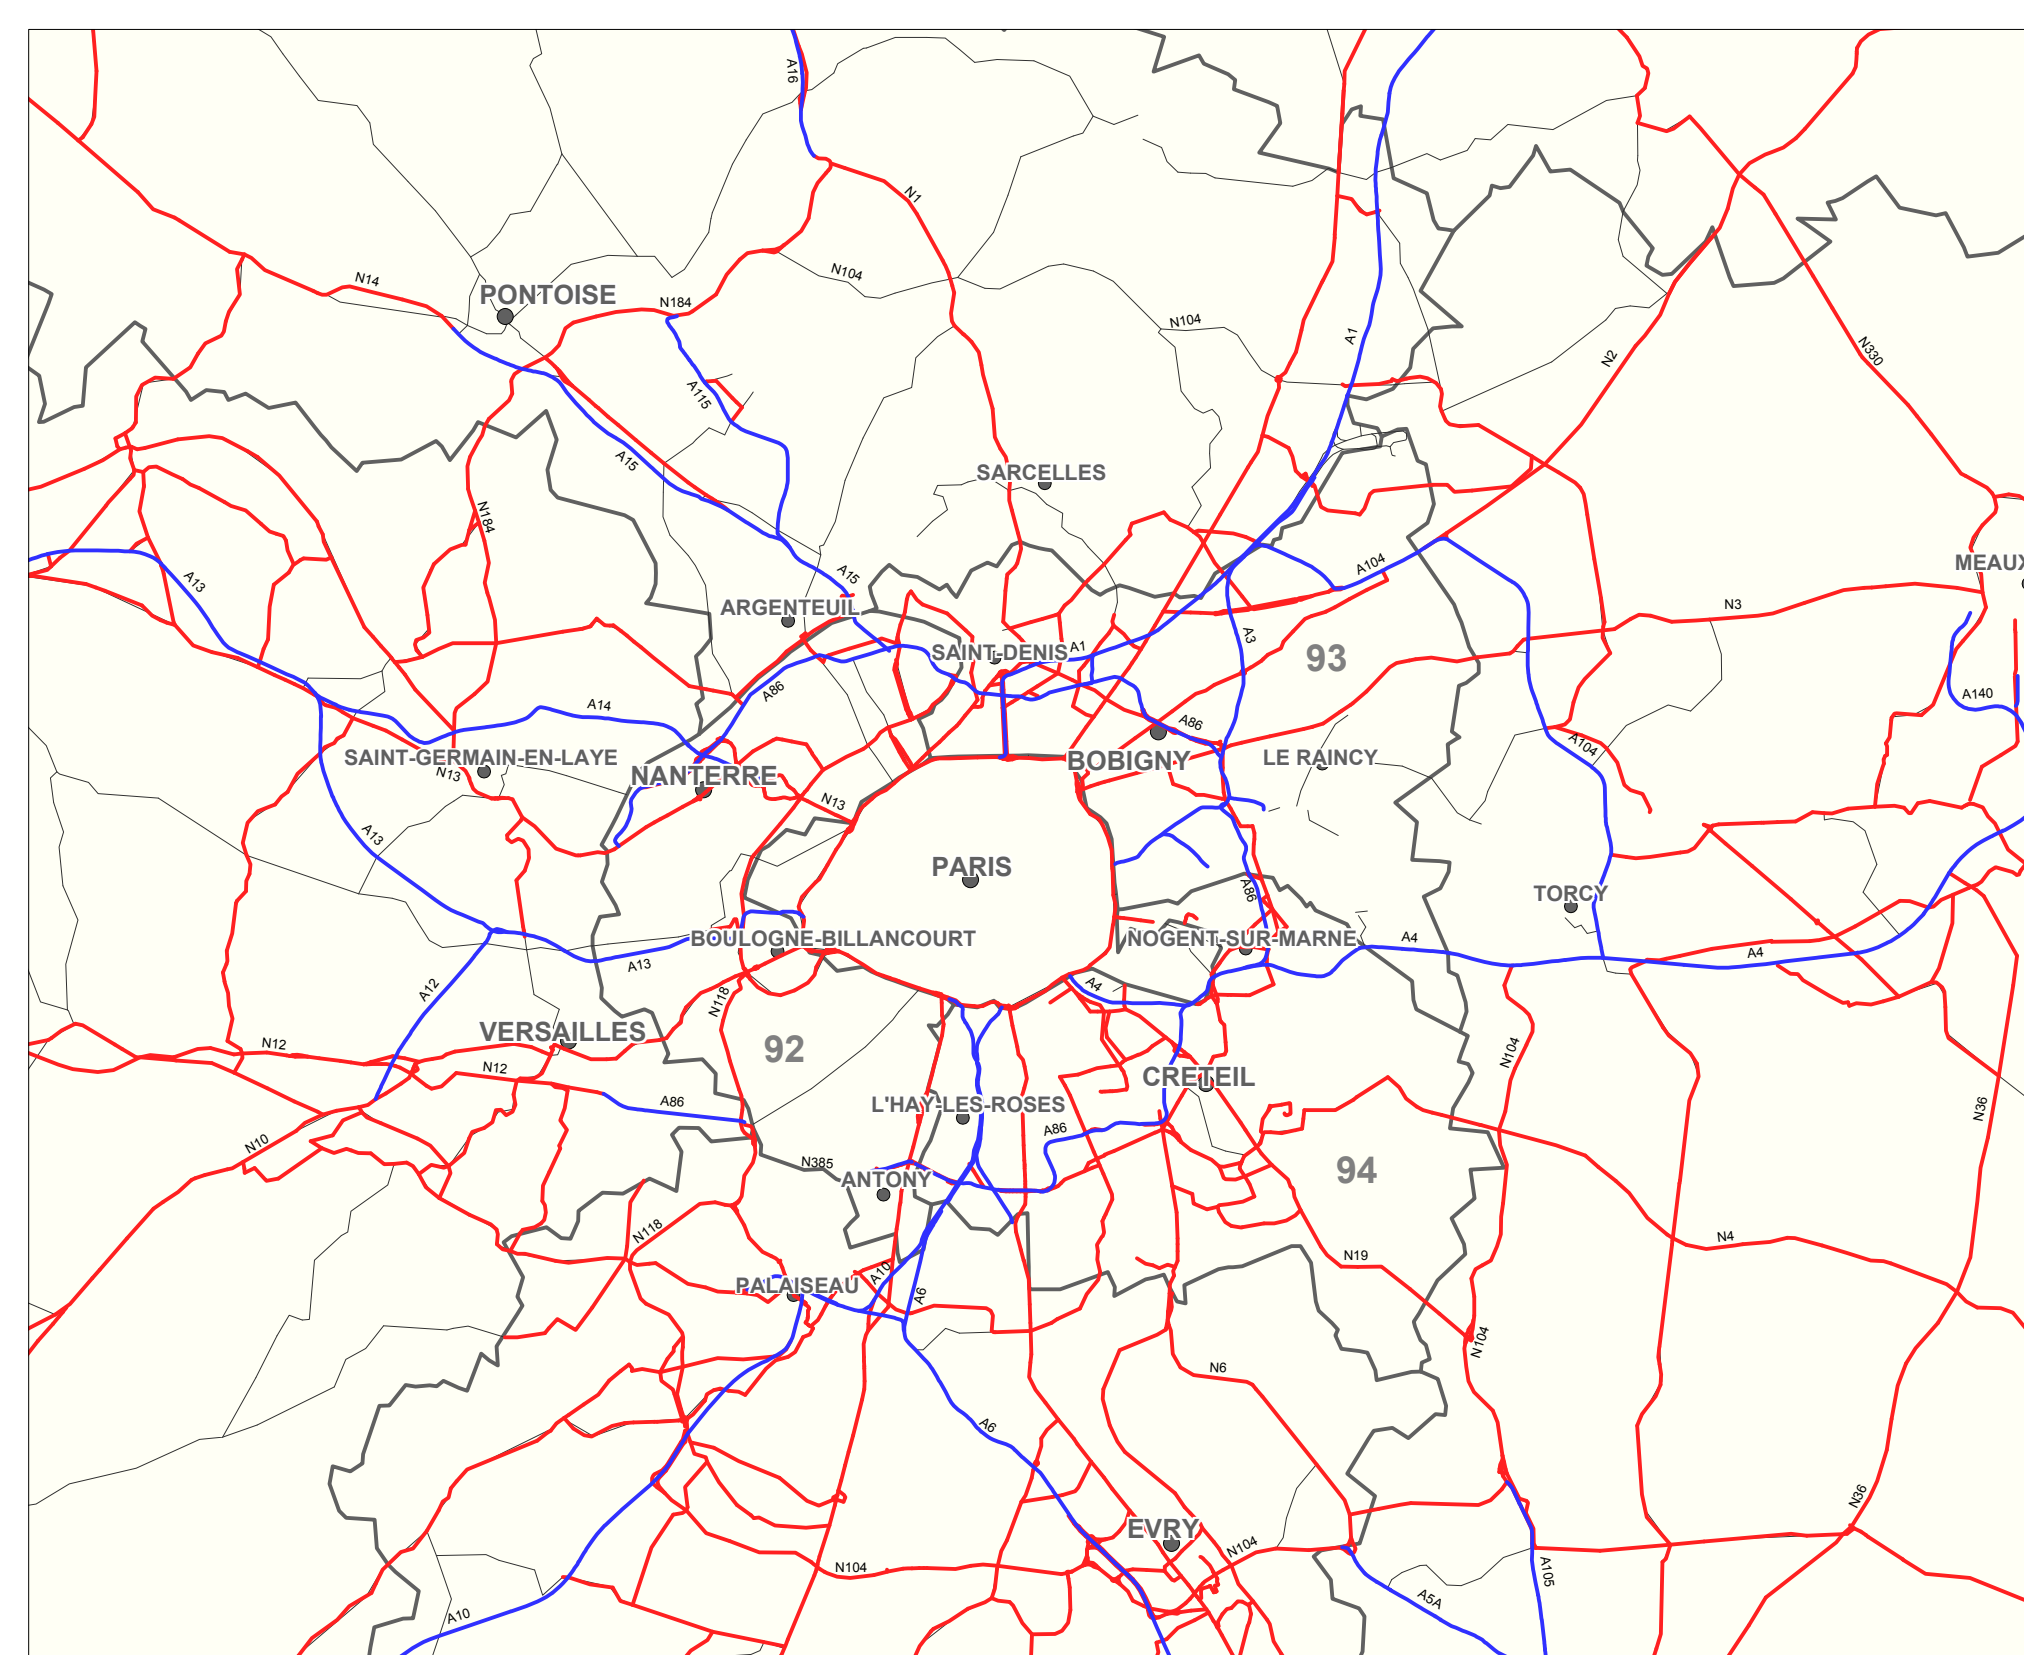 A16
N1
N14
PONTOISE
N184
N104
N104
A1
N2
N330
A115
A15
SARCELLES
N184
A13
A15
A104
MEAUX
ARGENTEUIL
N3
A3
SAINT-DENIS
A1
93
A86
A140
A14
A86
A104
SAINT-GERMAIN-EN-LAYE
N13
NANTERRE
BOBIGNY
LE RAINCY
N13
A13
PARIS
A86
TORCY
BOULOGNE-BILLANCOURT
NOGENT-SUR-MARNE
A4
A13
A4
A12
A4
N118
VERSAILLES
N12
92
N104
N12
CRETEIL
A86
L'HAY-LES-ROSES
N36
A86
N10
N385
ANTONY
94
N118
N4
N19
A10
PALAISEAU
A6
N104
N6
A6
N36
EVRY
N104
N104
A105
A5A
A10